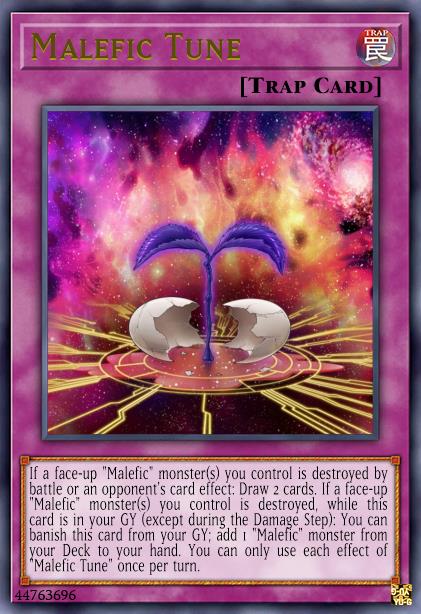 Malefic Tune
TRAP
罠
[Trap Card]
If a face-up "Malefic" monster(s) you control is destroyed by
battle or an opponent's card effect: Draw 2 cards. If a face-up
"Malefic" monster(s) you control is destroyed, while this
card is in your GY (except during the Damage Step): You can
banish this card from your GY; add 1 "Malefic" monster from
your Deck to your hand. You can only use each effect of
"Malefic Tune" once per turn.
44763696